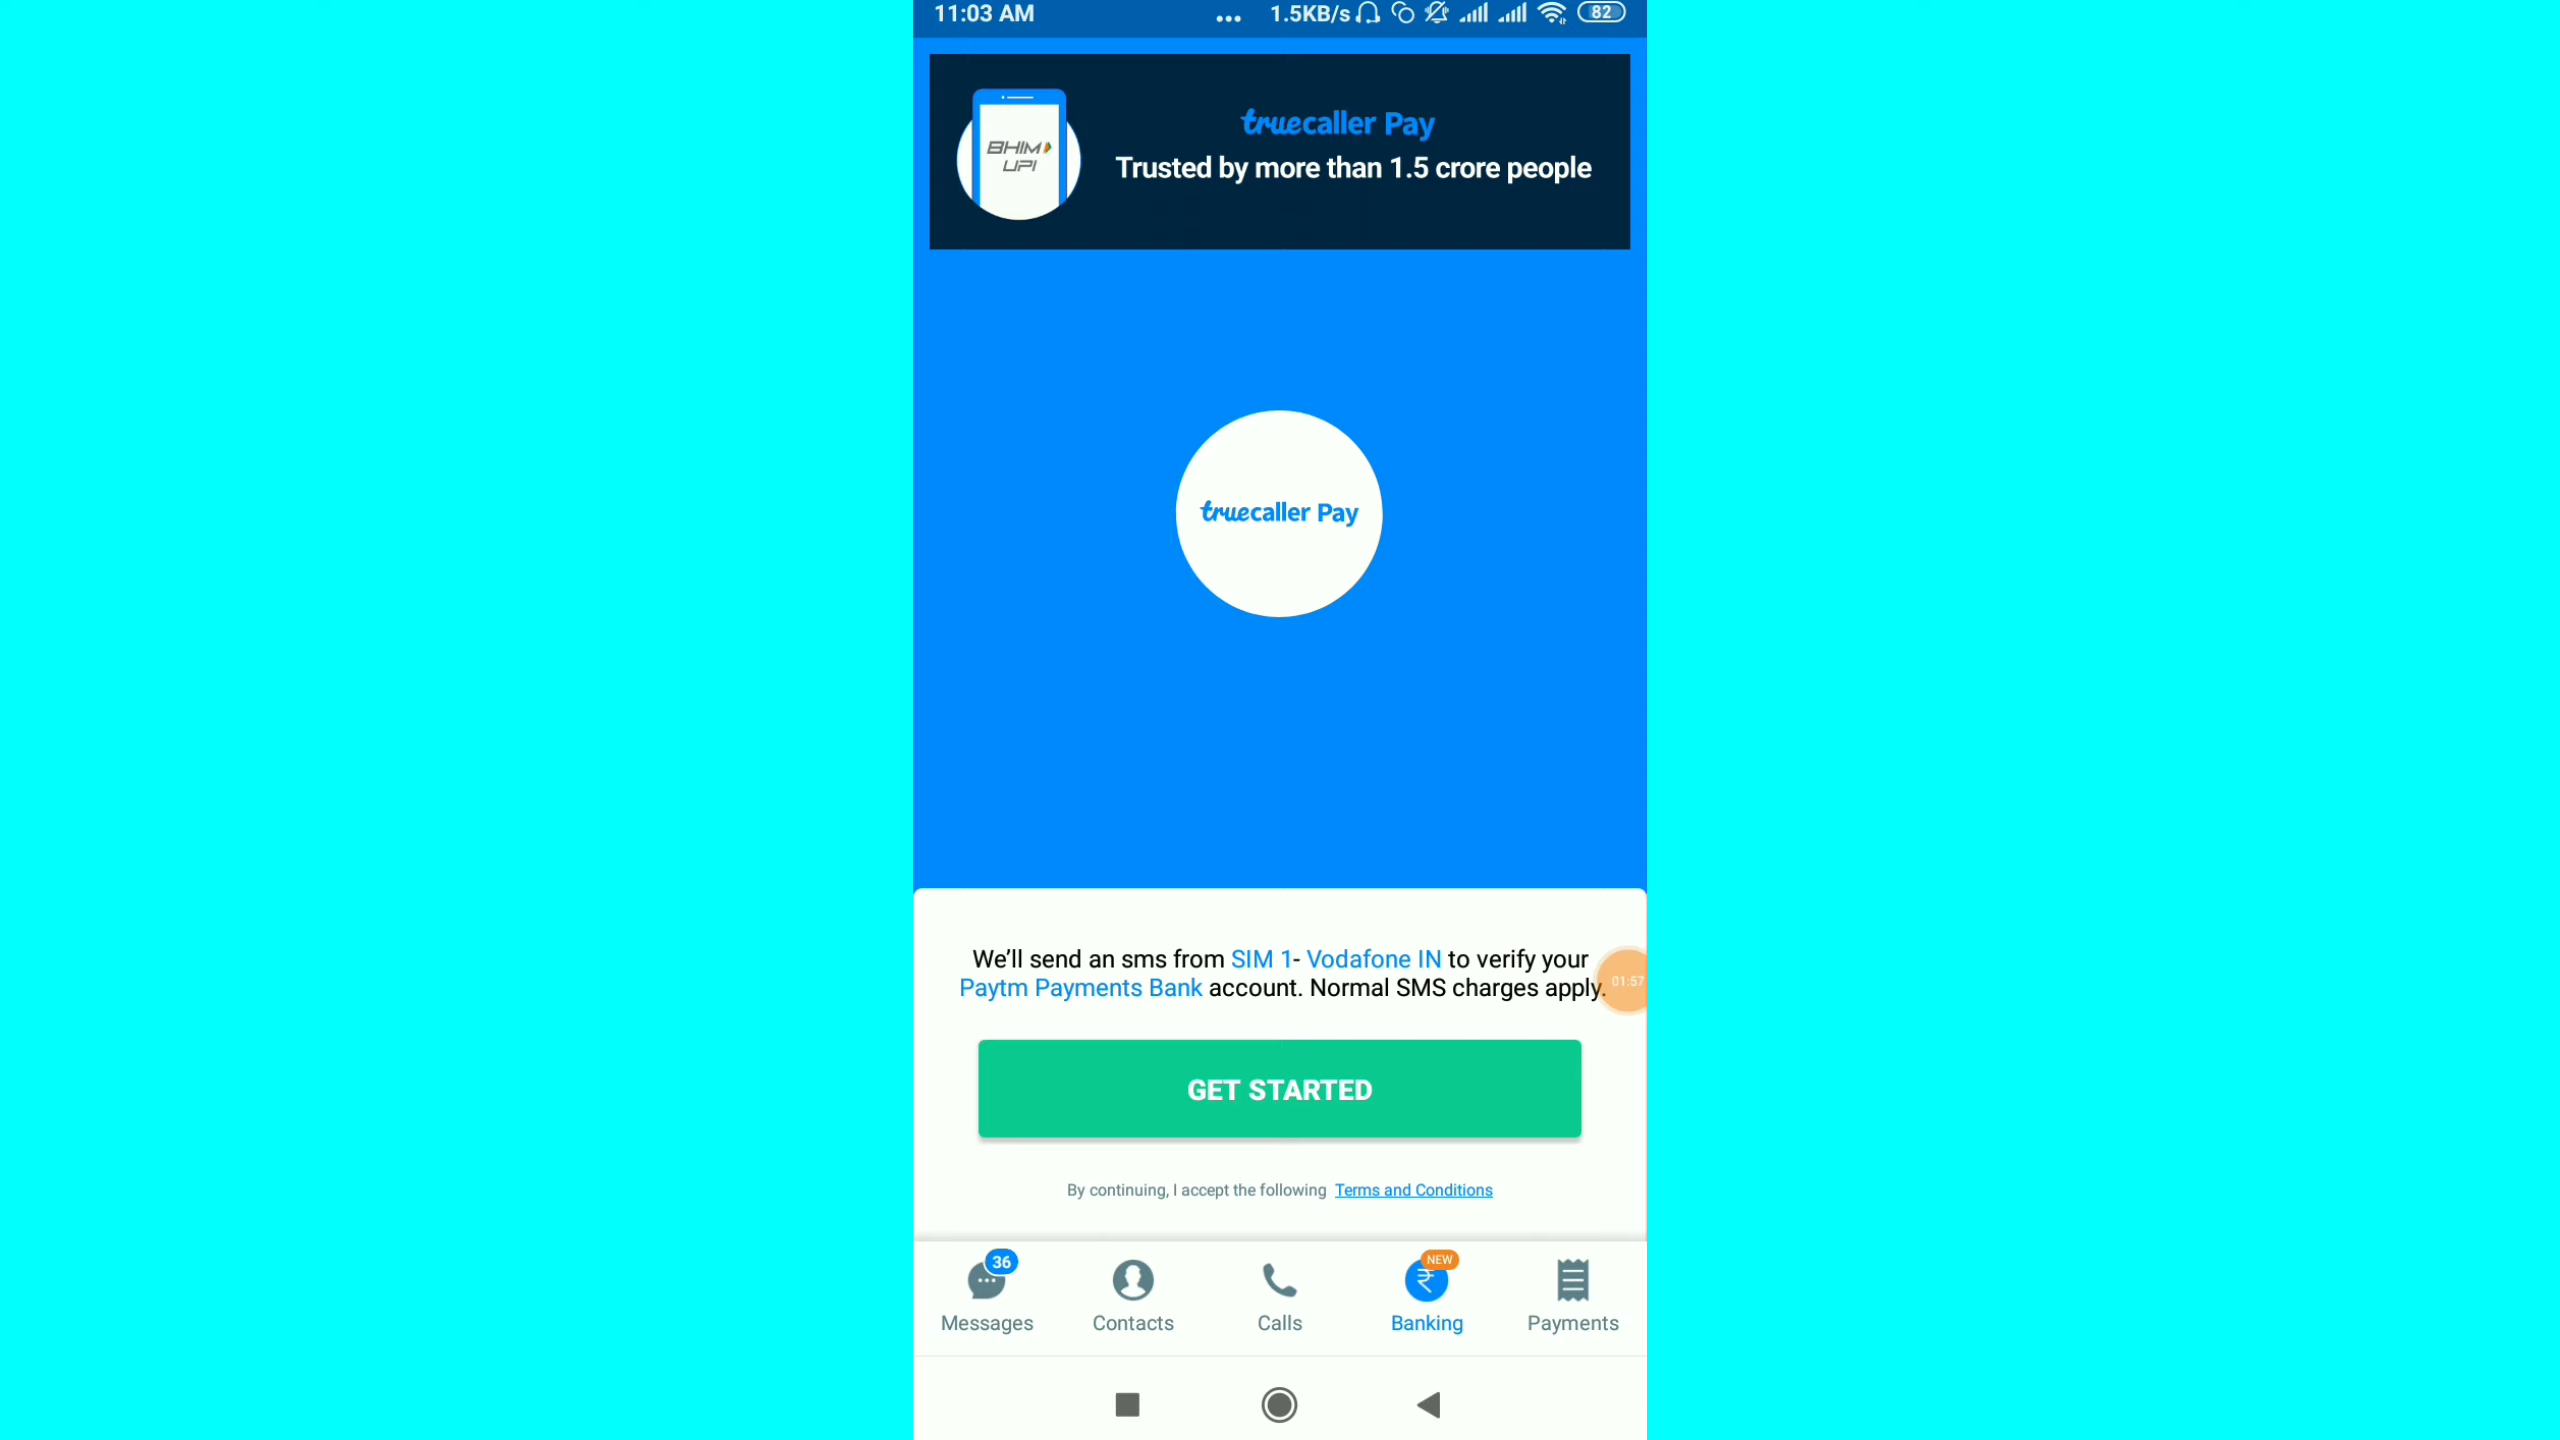 11:03 AM ... 1.5KB/s 82
BHIM
UPI
truecaller Pay
Trusted by more than 1.5 crore people
truecaller Pay
We'll send an sms from SIM 1- Vodafone IN to verify your
Paytm Payments Bank account. Normal SMS charges apply.
01:57
GET STARTED
By continuing, I accept the following Terms and Conditions
36
NEW
₹
Messages Contacts Calls Banking Payments